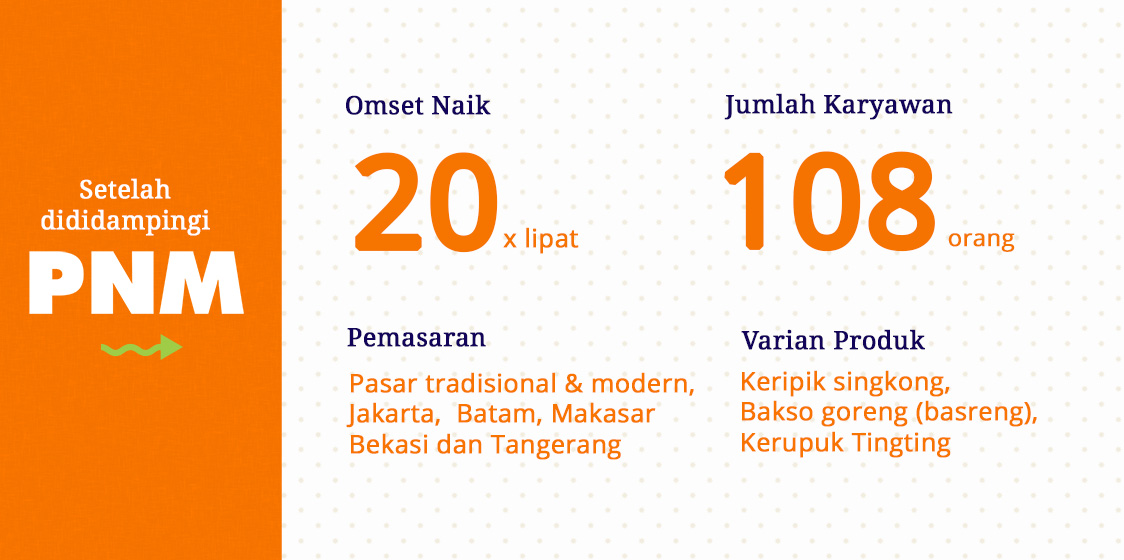 Setelah
dididampingi
PNM
Omset Naik
20 x lipat
Jumlah Karyawan
108 orang
Pemasaran
Pasar tradisional & modern,
Jakarta, Batam, Makasar
Bekasi dan Tangerang
Varian Produk
Keripik singkong,
Bakso goreng (basreng),
Kerupuk Tingting